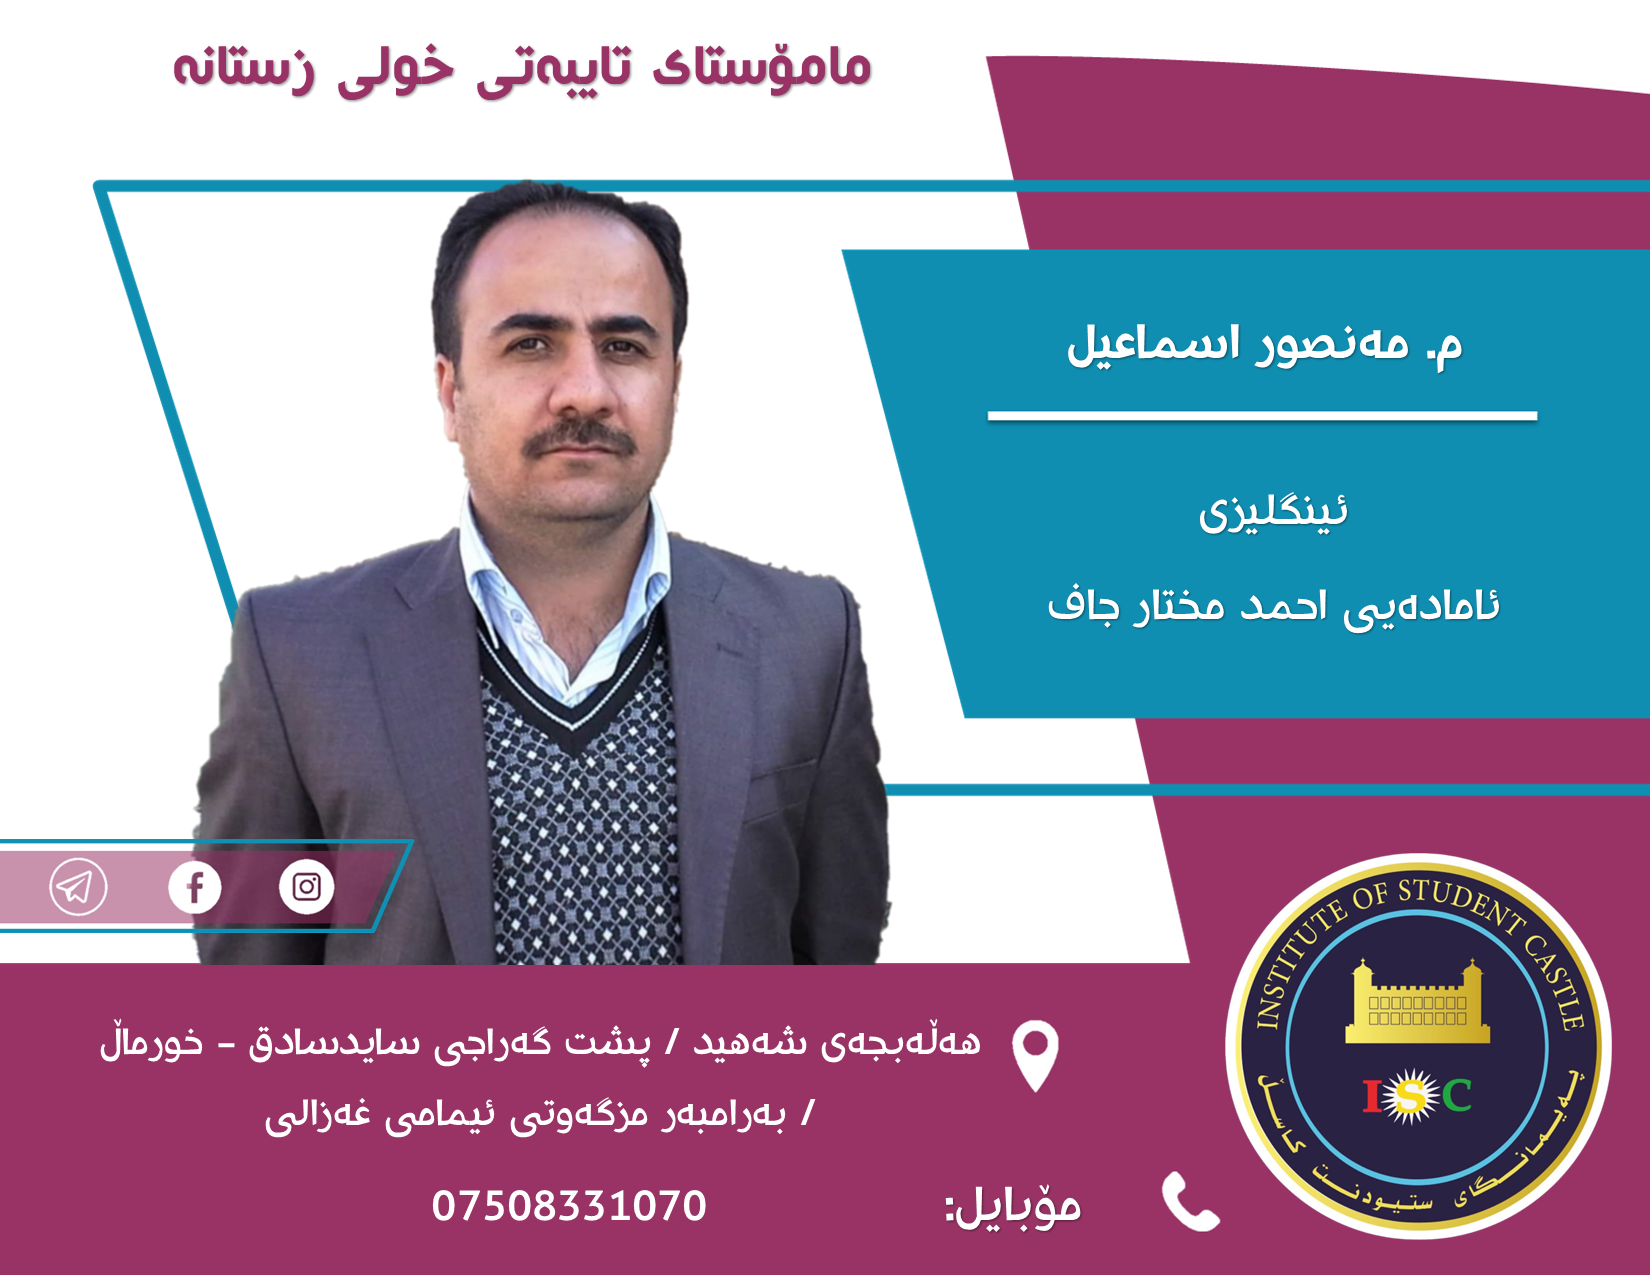 مامۆستای تایبەتی خولی زستانە
م. مەنصور اسماعیل
ئینگلیزی
ئامادەیی احمد مختار جاف
هەڵەبجەی شەهید / پشت گەراجی سایدسادق – خورماڵ
/ بەرامبەر مزگەوتی ئیمامی غەزالی
مۆبایل: 07508331070
INSTITUTE OF STUDENT CASTLE
ISC
پەیمانگای ستیودنت کاسڵ